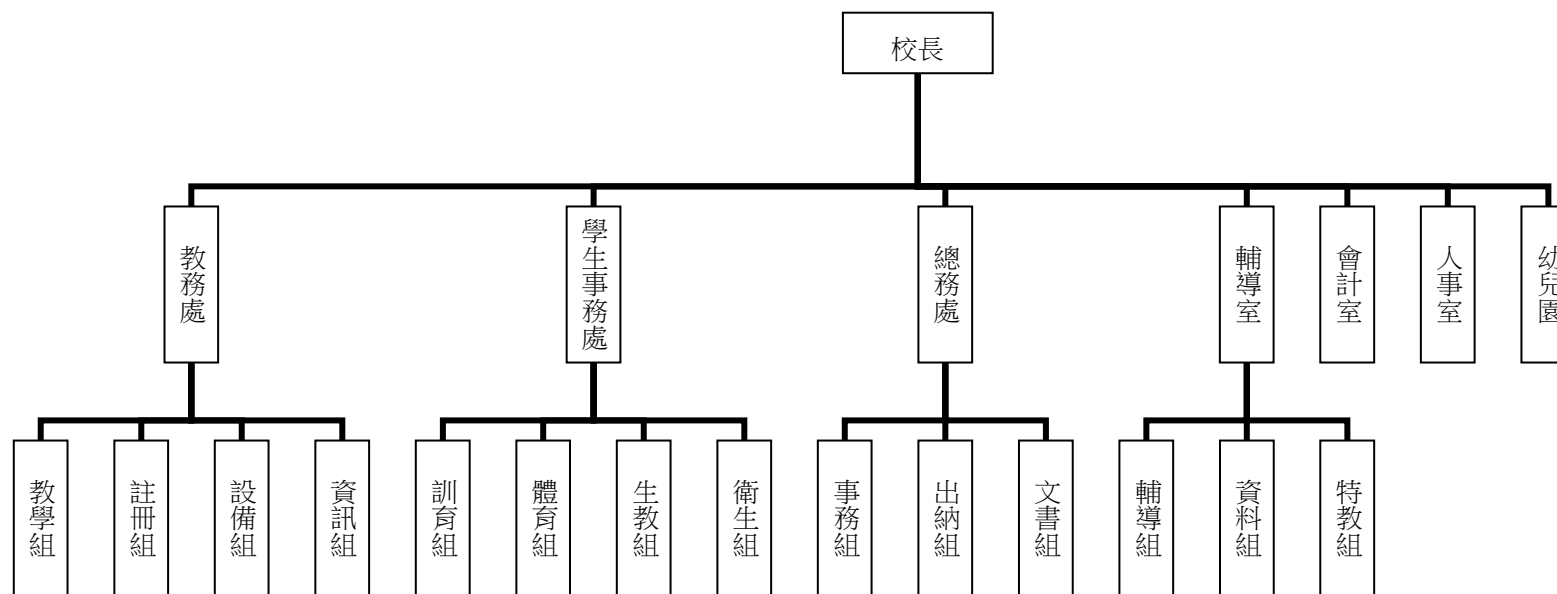 校長
教務處
學生事務處
總務處
輔導室
會計室
人事室
幼兒園
教學組
註冊組
設備組
資訊組
訓育組
體育組
生教組
衛生組
事務組
出納組
文書組
輔導組
資料組
特教組